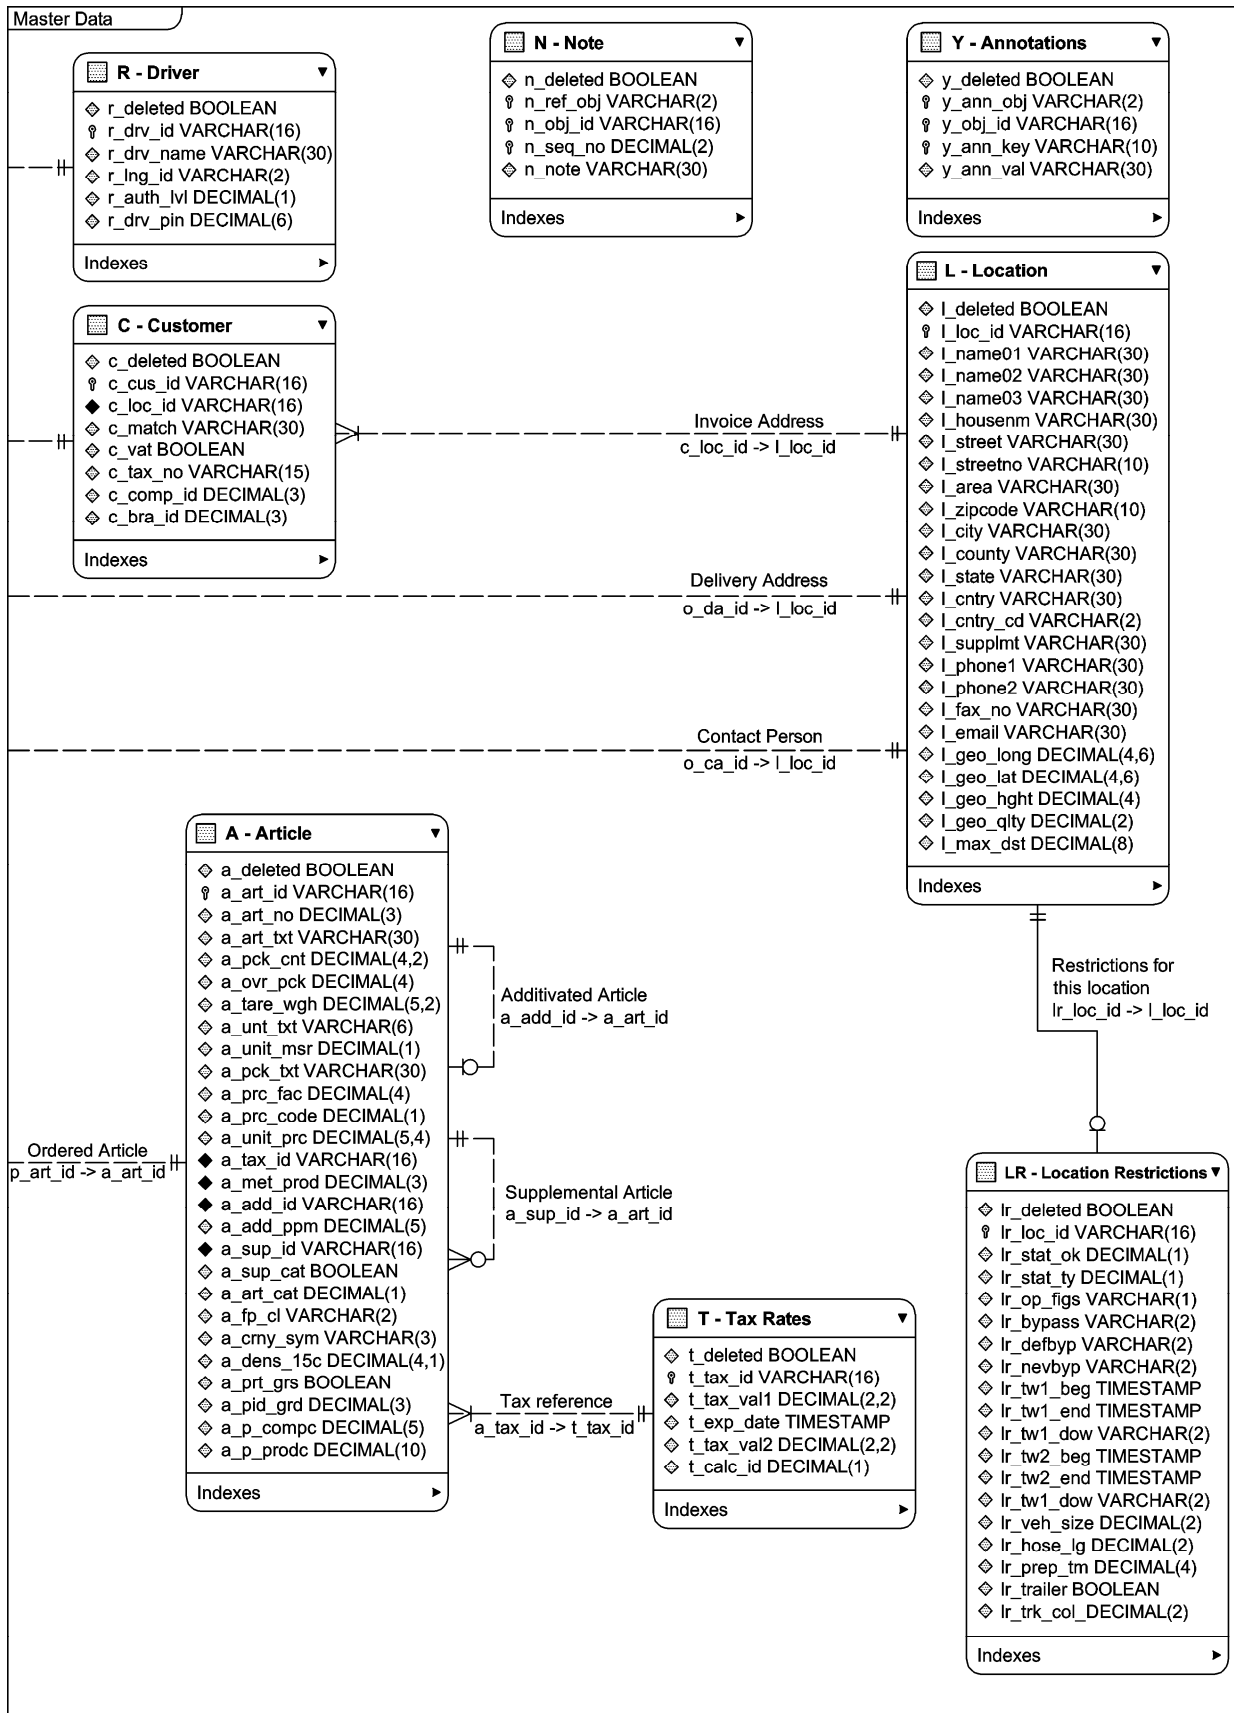 Master Data
R - Driver
r_deleted BOOLEAN
r_drv_id VARCHAR(16)
r_drv_name VARCHAR(30)
r_lng_id VARCHAR(2)
r_auth_lvl DECIMAL(1)
r_drv_pin DECIMAL(6)
Indexes
N - Note
n_deleted BOOLEAN
n_ref_obj VARCHAR(2)
n_obj_id VARCHAR(16)
n_seq_no DECIMAL(2)
n_note VARCHAR(30)
Indexes
Y - Annotations
y_deleted BOOLEAN
y_ann_obj VARCHAR(2)
y_obj_id VARCHAR(16)
y_ann_key VARCHAR(10)
y_ann_val VARCHAR(30)
Indexes
C - Customer
c_deleted BOOLEAN
c_cus_id VARCHAR(16)
c_loc_id VARCHAR(16)
c_match VARCHAR(30)
c_vat BOOLEAN
c_tax_no VARCHAR(15)
c_comp_id DECIMAL(3)
c_bra_id DECIMAL(3)
Indexes
Invoice Address
c_loc_id -> l_loc_id
Delivery Address
o_da_id -> l_loc_id
Contact Person
o_ca_id -> l_loc_id
L - Location
l_deleted BOOLEAN
l_loc_id VARCHAR(16)
l_name01 VARCHAR(30)
l_name02 VARCHAR(30)
l_name03 VARCHAR(30)
l_housenm VARCHAR(30)
l_street VARCHAR(30)
l_streetno VARCHAR(10)
l_area VARCHAR(30)
l_zipcode VARCHAR(10)
l_city VARCHAR(30)
l_county VARCHAR(30)
l_state VARCHAR(30)
l_cntry VARCHAR(30)
l_cntry_cd VARCHAR(2)
l_supplmt VARCHAR(30)
l_phone1 VARCHAR(30)
l_phone2 VARCHAR(30)
l_fax_no VARCHAR(30)
l_email VARCHAR(30)
l_geo_long DECIMAL(4,6)
l_geo_lat DECIMAL(4,6)
l_geo_hght DECIMAL(4)
l_geo_qlty DECIMAL(2)
l_max_dst DECIMAL(8)
Indexes
A - Article
a_deleted BOOLEAN
a_art_id VARCHAR(16)
a_art_no DECIMAL(3)
a_art_txt VARCHAR(30)
a_pck_cnt DECIMAL(4,2)
a_ovr_pck DECIMAL(4)
a_tare_wgh DECIMAL(5,2)
a_unt_txt VARCHAR(6)
a_unit_msr DECIMAL(1)
a_pck_txt VARCHAR(30)
a_prc_fac DECIMAL(4)
a_prc_code DECIMAL(1)
a_unit_prc DECIMAL(5,4)
a_tax_id VARCHAR(16)
a_met_prod DECIMAL(3)
a_add_id VARCHAR(16)
a_add_ppm DECIMAL(5)
a_sup_id VARCHAR(16)
a_sup_cat BOOLEAN
a_art_cat DECIMAL(1)
a_fp_cl VARCHAR(2)
a_crny_sym VARCHAR(3)
a_dens_15c DECIMAL(4,1)
a_prt_grs BOOLEAN
a_pid_grd DECIMAL(3)
a_p_compc DECIMAL(5)
a_p_prodc DECIMAL(10)
Indexes
Additivated Article
a_add_id -> a_art_id
Supplemental Article
a_sup_id -> a_art_id
Ordered Article
p_art_id -> a_art_id
Tax reference
a_tax_id -> t_tax_id
Restrictions for
this location
lr_loc_id -> l_loc_id
T - Tax Rates
t_deleted BOOLEAN
t_tax_id VARCHAR(16)
t_tax_val1 DECIMAL(2,2)
t_exp_date TIMESTAMP
t_tax_val2 DECIMAL(2,2)
t_calc_id DECIMAL(1)
Indexes
LR - Location Restrictions
lr_deleted BOOLEAN
lr_loc_id VARCHAR(16)
lr_stat_ok DECIMAL(1)
lr_stat_ty DECIMAL(1)
lr_op_figs VARCHAR(1)
lr_bypass VARCHAR(2)
lr_defbyp VARCHAR(2)
lr_nevbyp VARCHAR(2)
lr_tw1_beg TIMESTAMP
lr_tw1_end TIMESTAMP
lr_tw1_dow VARCHAR(2)
lr_tw2_beg TIMESTAMP
lr_tw2_end TIMESTAMP
lr_tw1_dow VARCHAR(2)
lr_veh_size DECIMAL(2)
lr_hose_lg DECIMAL(2)
lr_prep_tm DECIMAL(4)
lr_trailer BOOLEAN
lr_trk_col_DECIMAL(2)
Indexes